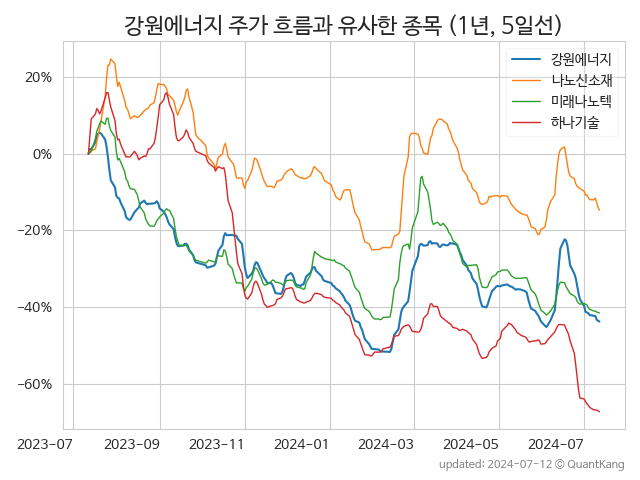 강원에너지 주가 흐름과 유사한 종목 (1년, 5일선)
강원에너지
나노신소재
미래나노텍
하나기술
20%
0%
−20%
−40%
−60%
2023-07 2023-09 2023-11 2024-01 2024-03 2024-05 2024-07
updated: 2024-07-12 © QuantKang